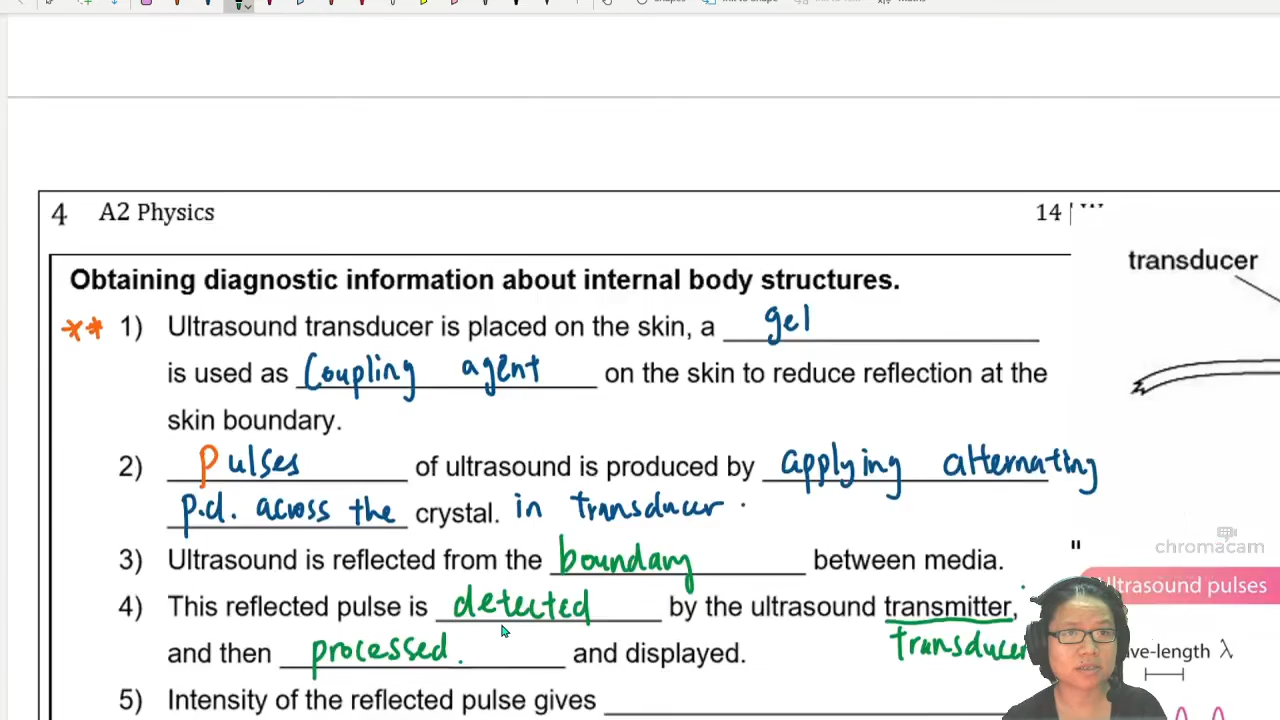 4 A2 Physics 14 |
transducer
Obtaining diagnostic information about internal body structures.
** 1) Ultrasound transducer is placed on the skin, a gel
is used as coupling agent on the skin to reduce reflection at the
skin boundary.
2) Pulses of ultrasound is produced by applying alternating
p.d. across the crystal. in transducer.
3) Ultrasound is reflected from the boundary between media.
"
chromacam
Ultrasound pulses
4) This reflected pulse is detected by the ultrasound transmitter,
transducer
and then processed. and displayed.
ve-length λ
5) Intensity of the reflected pulse gives